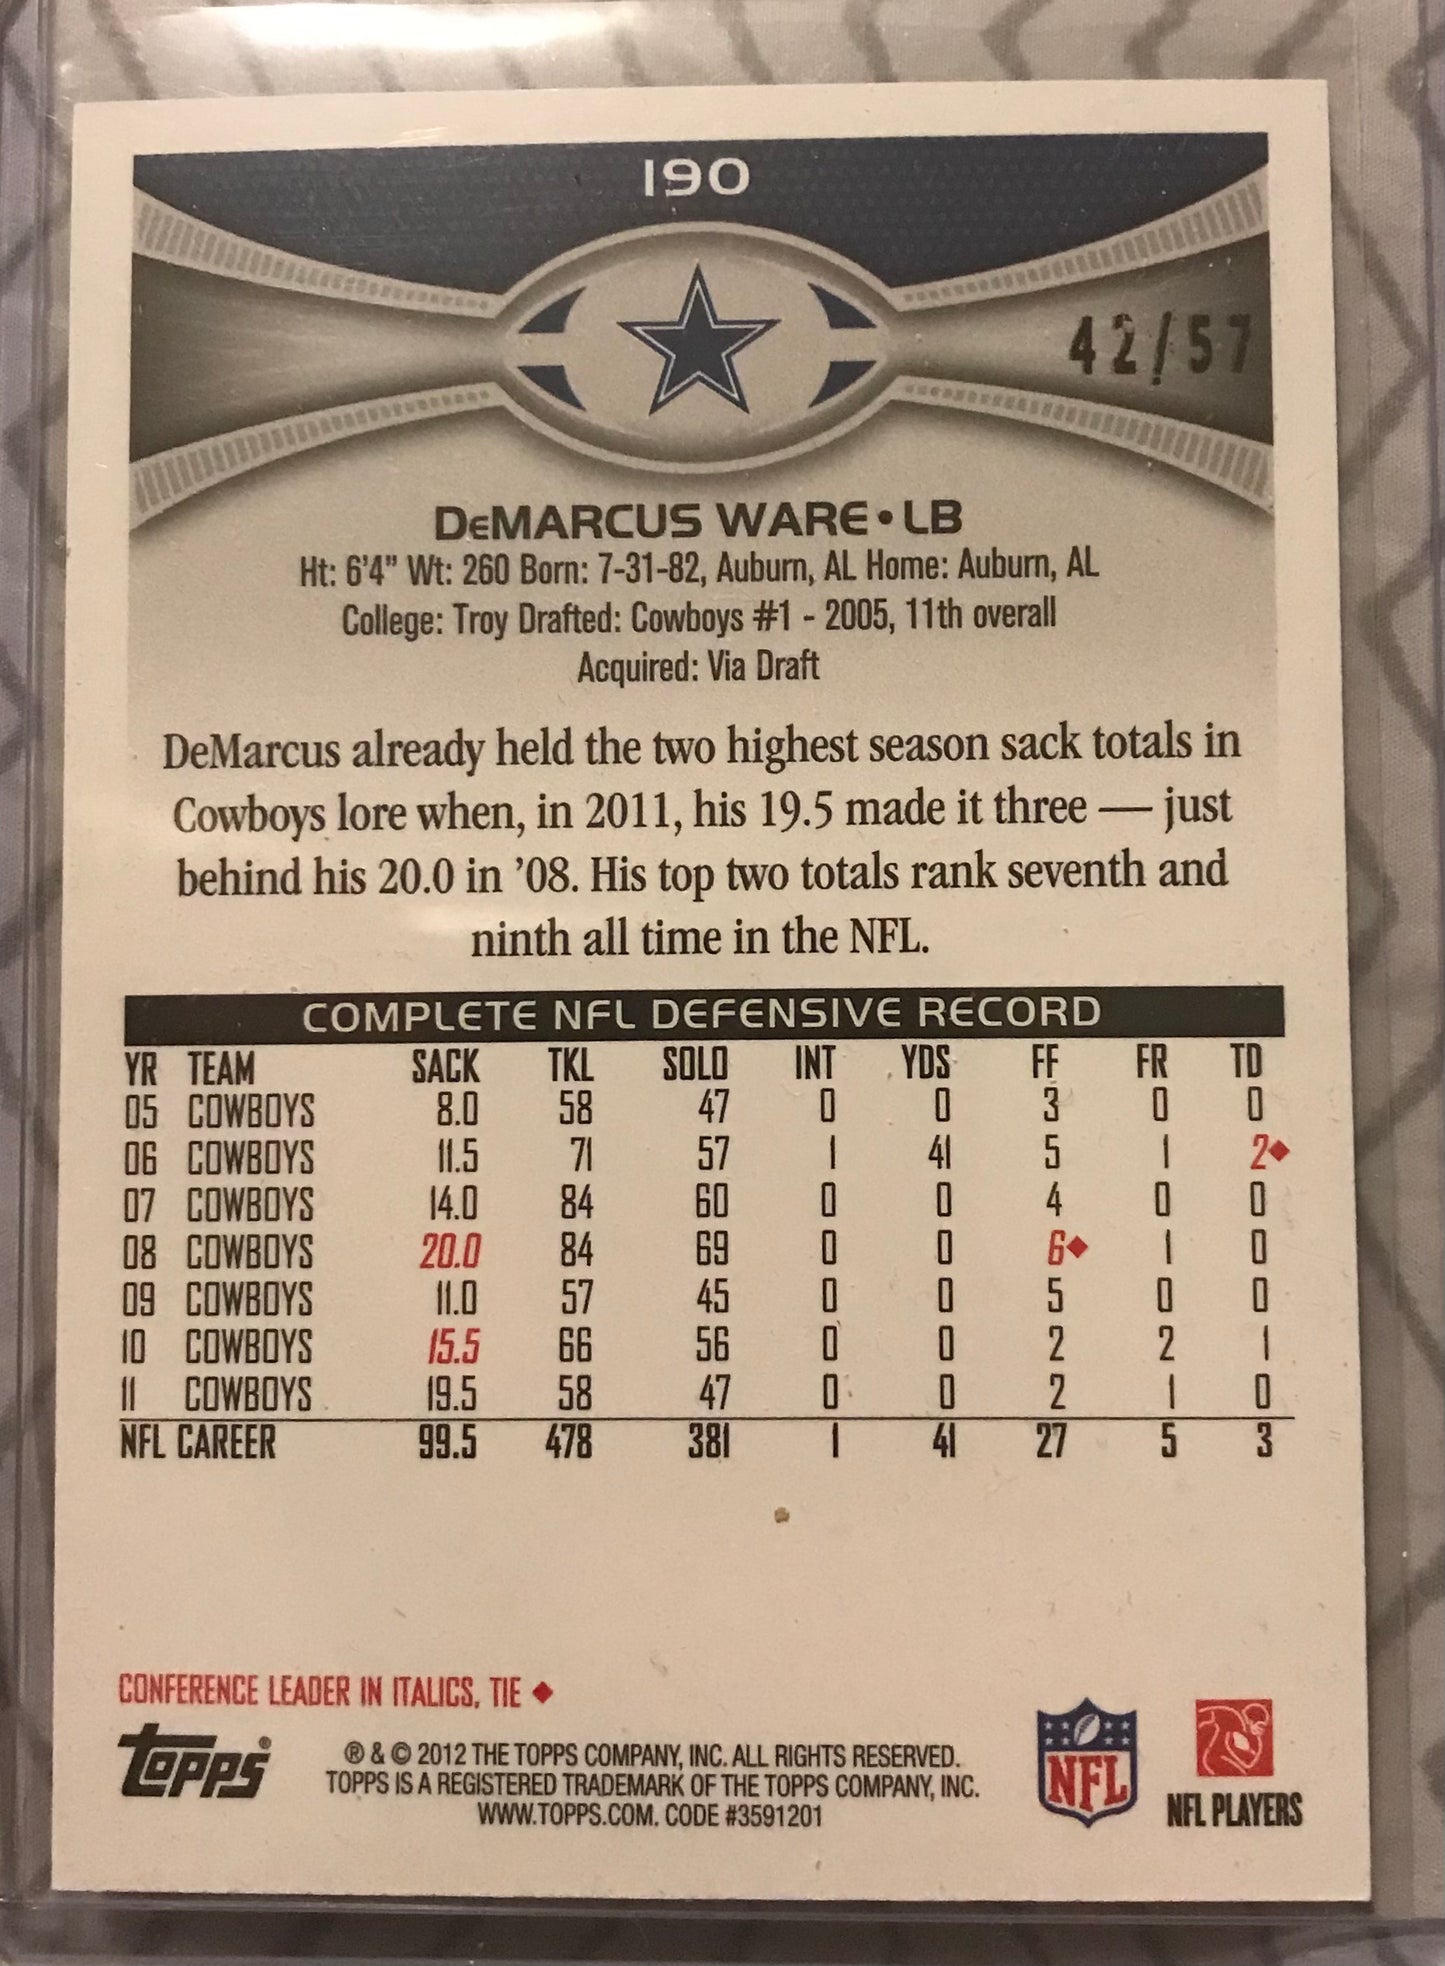 190
42/57
DeMARCUS WARE • LB
Ht: 6'4" Wt: 260 Born: 7-31-82, Auburn, AL Home: Auburn, AL
College: Troy Drafted: Cowboys #1 - 2005, 11th overall
Acquired: Via Draft
DeMarcus already held the two highest season sack totals in
Cowboys lore when, in 2011, his 19.5 made it three — just
behind his 20.0 in '08. His top two totals rank seventh and
ninth all time in the NFL.
COMPLETE NFL DEFENSIVE RECORD
YR TEAM SACK TKL SOLO INT YDS FF FR TD
05 COWBOYS 8.0 58 47 0 0 3 0 0
06 COWBOYS 11.5 71 57 1 41 5 1 2♦
07 COWBOYS 14.0 84 60 0 0 4 0 0
08 COWBOYS 20.0 84 69 0 0 6♦ 1 0
09 COWBOYS 11.0 57 45 0 0 5 0 0
10 COWBOYS 15.5 66 56 0 0 2 2 1
11 COWBOYS 19.5 58 47 0 0 2 1 0
NFL CAREER 99.5 478 381 1 41 27 5 3
CONFERENCE LEADER IN ITALICS, TIE ♦
topps®
® & © 2012 THE TOPPS COMPANY, INC. ALL RIGHTS RESERVED.
TOPPS IS A REGISTERED TRADEMARK OF THE TOPPS COMPANY, INC.
WWW.TOPPS.COM. CODE #3591201
NFL
NFL PLAYERS